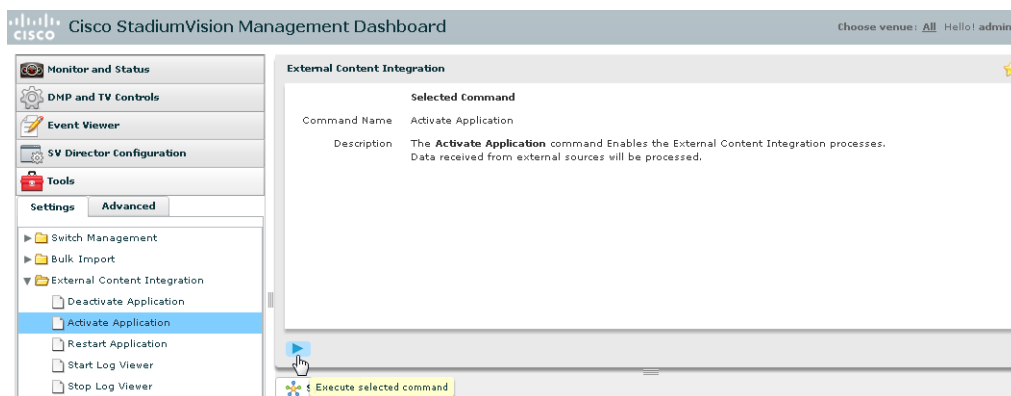 CISCO
Cisco StadiumVision Management Dashboard
Choose venue: All Hello! admin
Monitor and Status
DMP and TV Controls
Event Viewer
SV Director Configuration
Tools
Settings Advanced
Switch Management
Bulk Import
External Content Integration
Deactivate Application
Activate Application
Restart Application
Start Log Viewer
Stop Log Viewer
External Content Integration
Selected Command
Command Name Activate Application
Description The Activate Application command Enables the External Content Integration processes.
Data received from external sources will be processed.
Execute selected command